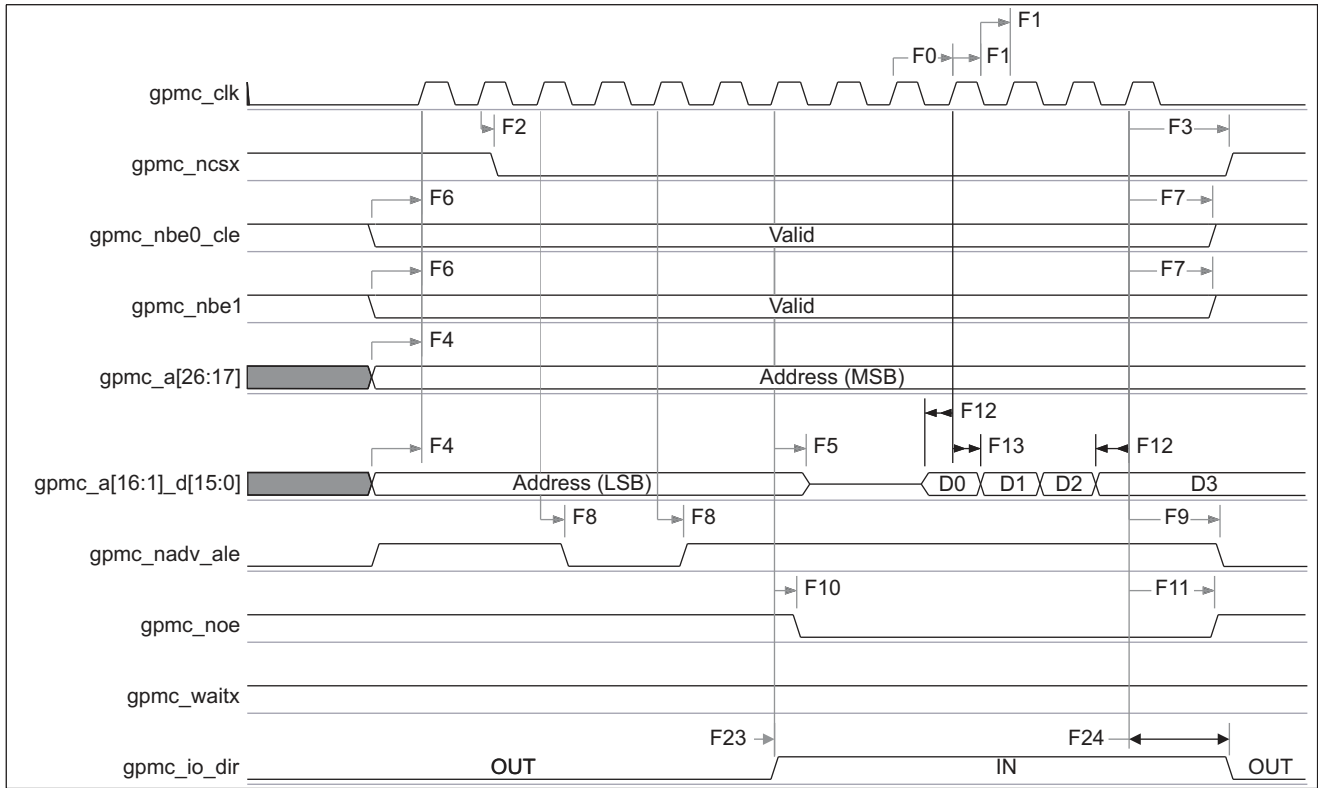 F1
F0 F1
gpmc_clk
F2 F3
gpmc_ncsx
F6 F7
gpmc_nbe0_cle Valid
F6 F7
gpmc_nbe1 Valid
F4
gpmc_a[26:17] Address (MSB)
F12
F4 F5 F13 F12
gpmc_a[16:1]_d[15:0] Address (LSB) D0 D1 D2 D3
F8 F8 F9
gpmc_nadv_ale
F10 F11
gpmc_noe
gpmc_waitx
F23 F24
gpmc_io_dir OUT IN OUT